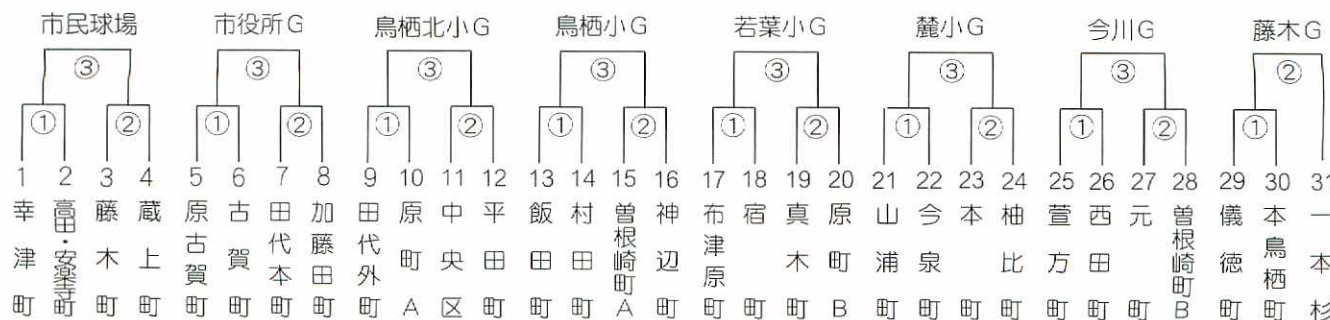 市民球場 市役所G 鳥栖北小G 鳥栖小G 若葉小G 麓小G 今川G 藤木G
③ ③ ③ ③ ③ ③ ③ ②
① ② ① ② ① ② ① ② ① ② ① ② ① ② ①
1 2 3 4 5 6 7 8 9 10 11 12 13 14 15 16 17 18 19 20 21 22 23 24 25 26 27 28 29 30 31
幸津町
高田・安楽寺町
藤木町
蔵上町
原古賀町
古賀町
田代本町
加藤田町
田代外町
原町A
中央区
平田町
飯田町
村田町
曽根崎町A
神辺町
布津原町
宿町
真木町
原町B
山浦町
今泉町
本町
柚比町
萱方町
西田町
元町
曽根崎町B
儀徳町
本鳥栖町
一本杉